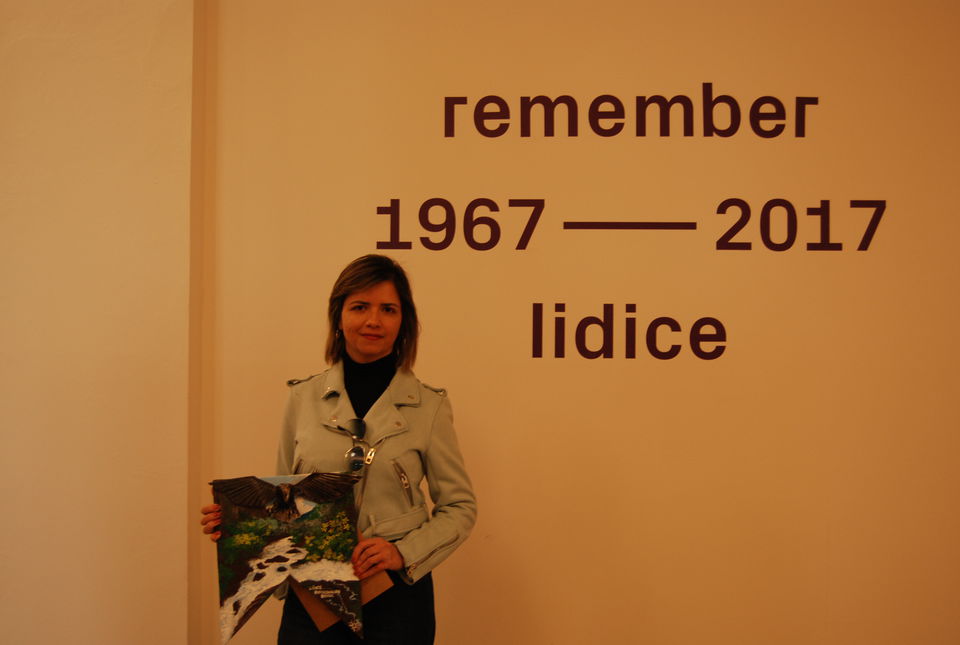 remember
1967 — 2017
lidice